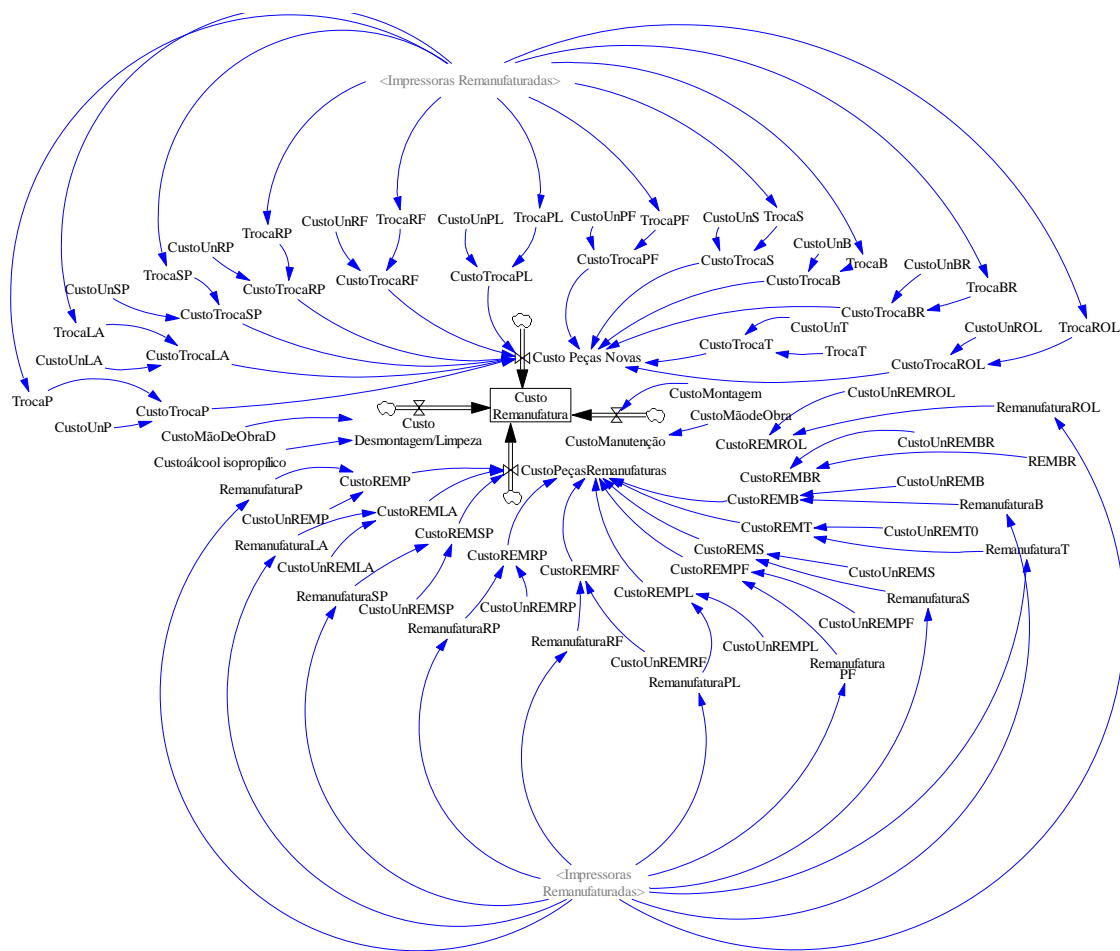 <Impressoras Remanufaturadas>
CustoUnRF
TrocaRF
CustoUnPL
TrocaPL
CustoUnPF
TrocaPF
CustoUnS
TrocaS
TrocaRP
CustoUnRP
CustoUnB
TrocaB
TrocaSP
CustoTrocaRF
CustoTrocaPL
CustoTrocaPF
CustoTrocaS
CustoUnBR
CustoUnSP
CustoTrocaRP
CustoTrocaB
TrocaBR
CustoTrocaSP
CustoTrocaBR
TrocaLA
CustoUnT
CustoUnROL
TrocaROL
CustoUnLA
CustoTrocaLA
Custo Peças Novas
CustoTrocaT
TrocaT
CustoTrocaROL
TrocaP
CustoTrocaP
Custo
Remanufatura
CustoMontagem
CustoUnREMROL
CustoUnP
CustoMãoDeObraD
Custo
Desmontagem/Limpeza
CustoManutenção
CustoMãodeObra
RemanufaturaROL
CustoREMROL
CustoUnREMBR
Custoálcool isopropílico
REMBR
RemanufaturaP
CustoREMP
CustoPeçasRemanufaturas
CustoREMBR
CustoUnREMB
CustoUnREMP
CustoREMLA
CustoREMB
RemanufaturaB
RemanufaturaLA
CustoREMSP
CustoREMT
CustoUnREMT0
CustoUnREMLA
CustoREMRP
CustoREMRF
CustoREMS
RemanufaturaT
CustoREMPF
CustoUnREMS
RemanufaturaSP
CustoUnREMSP
CustoUnREMRP
CustoREMPL
RemanufaturaS
RemanufaturaRP
RemanufaturaRF
CustoUnREMPF
CustoUnREMRF
CustoUnREMPL
RemanufaturaPL
Remanufatura
PF
<Impressoras
Remanufaturadas>